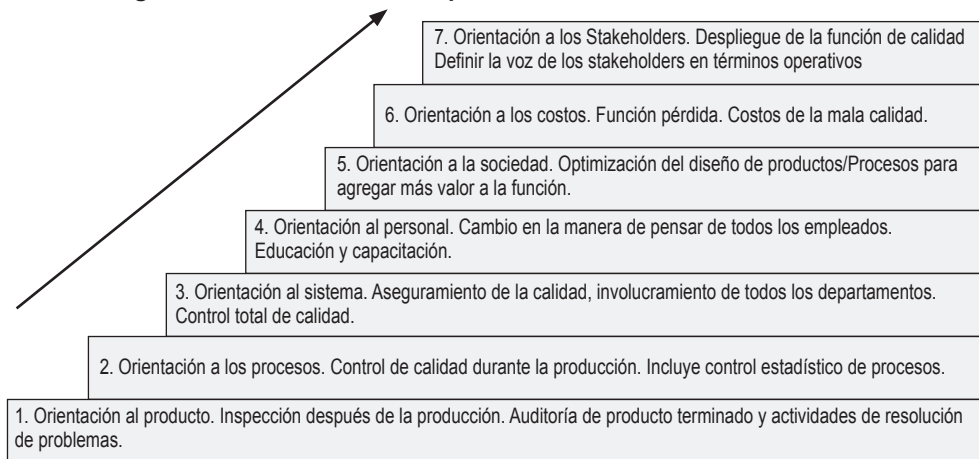 7. Orientación a los Stakeholders. Despliegue de la función de calidad
Definir la voz de los stakeholders en términos operativos
6. Orientación a los costos. Función pérdida. Costos de la mala calidad.
5. Orientación a la sociedad. Optimización del diseño de productos/Procesos para
agregar más valor a la función.
4. Orientación al personal. Cambio en la manera de pensar de todos los empleados.
Educación y capacitación.
3. Orientación al sistema. Aseguramiento de la calidad, involucramiento de todos los departamentos.
Control total de calidad.
2. Orientación a los procesos. Control de calidad durante la producción. Incluye control estadístico de procesos.
1. Orientación al producto. Inspección después de la producción. Auditoría de producto terminado y actividades de resolución
de problemas.